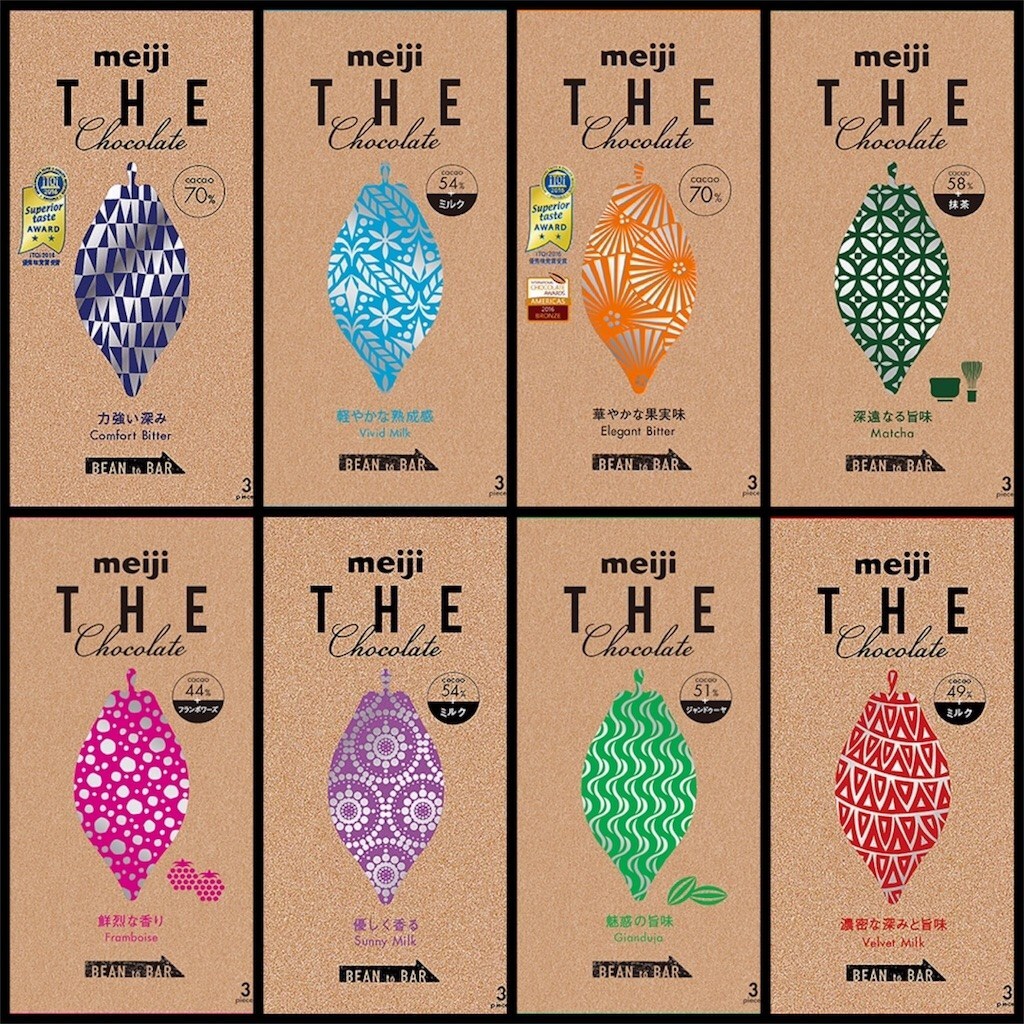 meiji
THE
Chocolate
cacao
70%
iTQi
2016
Superior
taste
AWARD
iTQi 2016
優秀味覚賞受賞
力強い深み
Comfort Bitter
BEAN to BAR
3
piece
meiji
THE
Chocolate
cacao
54%
ミルク
軽やかな熟成感
Vivid Milk
BEAN to BAR
3
piece
meiji
THE
Chocolate
cacao
70%
iTQi
2016
Superior
taste
AWARD
iTQi 2016
優秀味覚賞受賞
INTERNATIONAL
CHOCOLATE
AWARDS
AMERICAS
2016
BRONZE
華やかな果実味
Elegant Bitter
BEAN to BAR
3
piece
meiji
THE
Chocolate
cacao
58%
抹茶
深遠なる旨味
Matcha
BEAN to BAR
3
piece
meiji
THE
Chocolate
cacao
44%
フランボワーズ
鮮烈な香り
Framboise
BEAN to BAR
3
piece
meiji
THE
Chocolate
cacao
54%
ミルク
優しく香る
Sunny Milk
BEAN to BAR
3
piece
meiji
THE
Chocolate
cacao
51%
ジャンドゥーヤ
魅惑の旨味
Gianduja
BEAN to BAR
3
piece
meiji
THE
Chocolate
cacao
49%
ミルク
濃密な深みと旨味
Velvet Milk
BEAN to BAR
3
piece